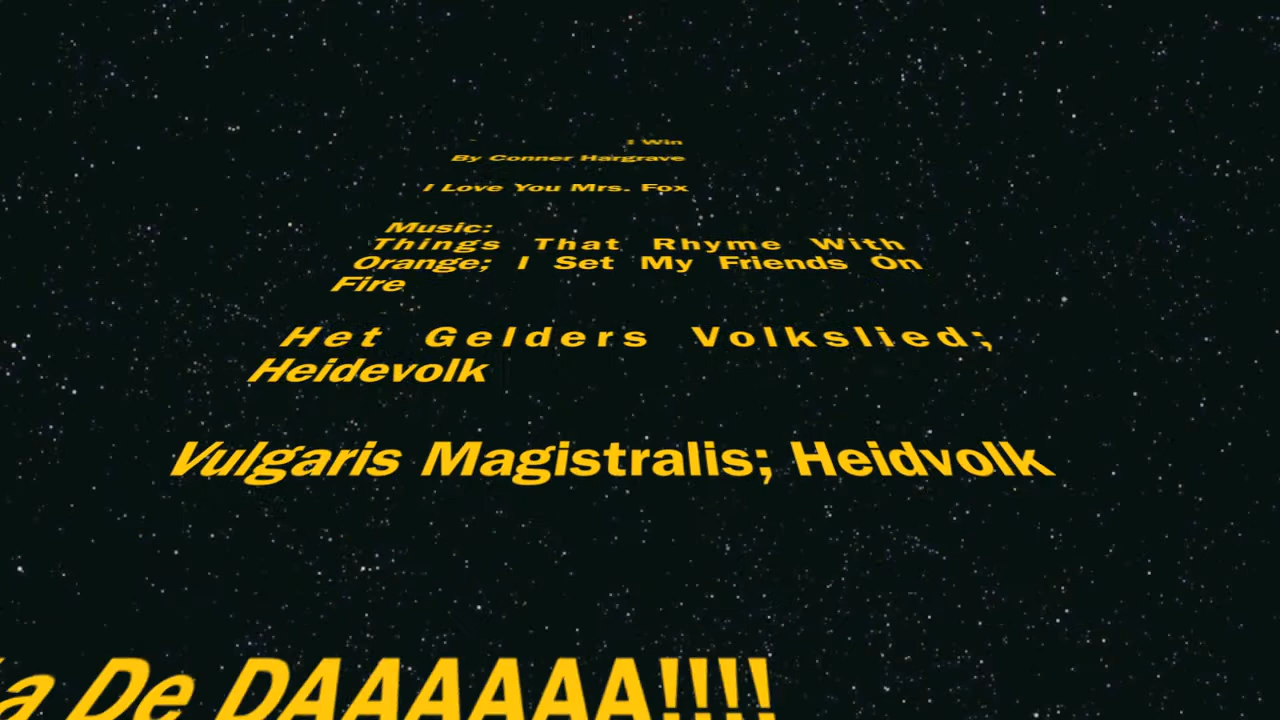 I Win
By Conner Hargrave
I Love You Mrs. Fox
Music:
Things That Rhyme With
Orange; I Set My Friends On
Fire
Het Gelders Volkslied;
Heidevolk
Vulgaris Magistralis; Heidvolk
De DAAAAAA!!!!